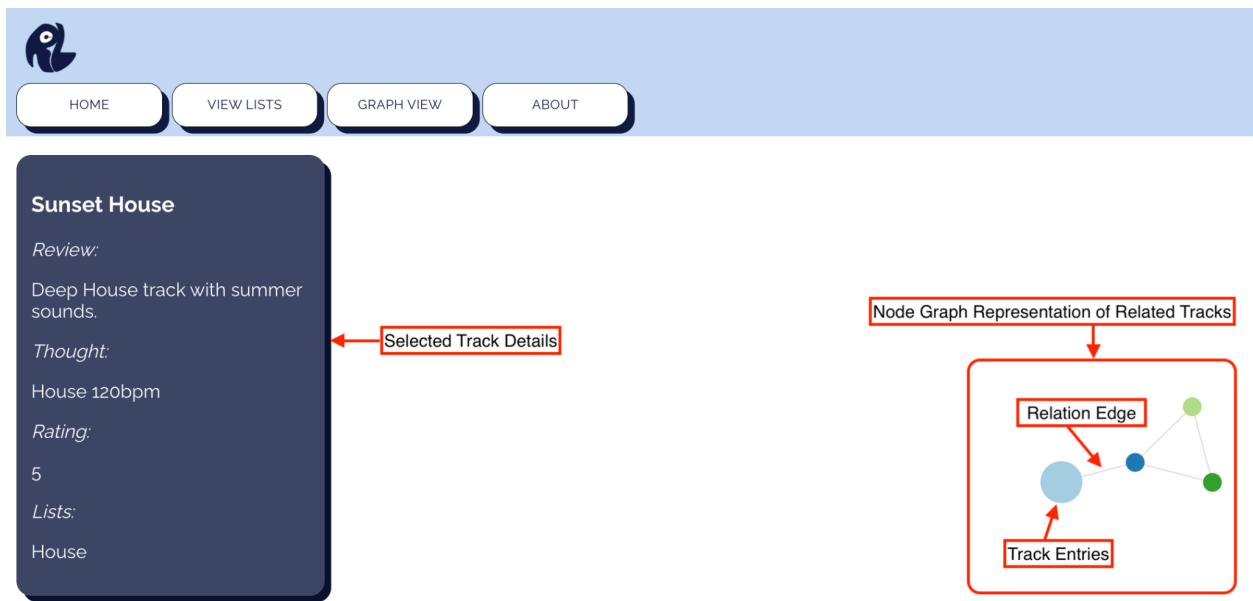 HOME
VIEW LISTS
GRAPH VIEW
ABOUT
Sunset House
Review:
Deep House track with summer
sounds.
Thought:
House 120bpm
Rating:
5
Lists:
House
Selected Track Details
Node Graph Representation of Related Tracks
Relation Edge
Track Entries